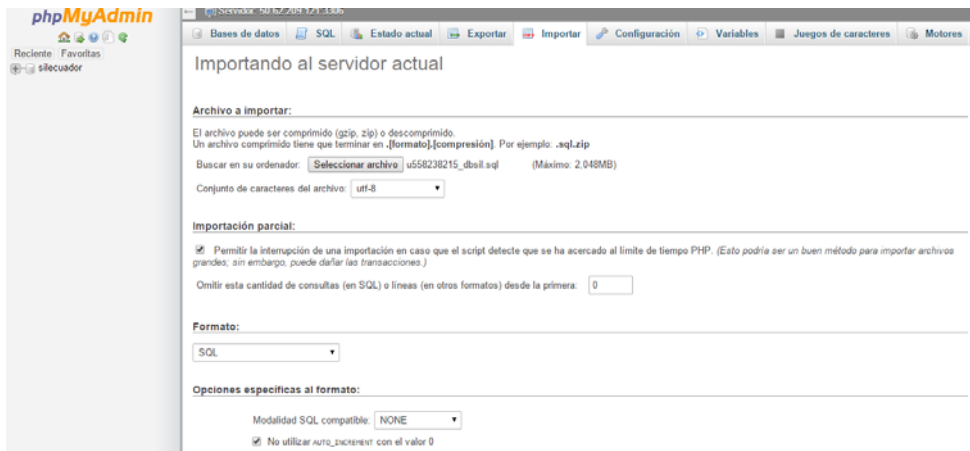 phpMyAdmin
Reciente Favoritas
silecuador
Bases de datos SQL Estado actual Exportar Importar Configuración Variables Juegos de caracteres Motores
Importando al servidor actual
Archivo a importar:
El archivo puede ser comprimido (gzip, zip) o descomprimido.
Un archivo comprimido tiene que terminar en .[formato].[compresión]. Por ejemplo: .sql.zip
Buscar en su ordenador: Seleccionar archivo u558238215_dbsil.sql (Máximo: 2,048MB)
Conjunto de caracteres del archivo: utf-8
Importación parcial:
Permitir la interrupción de una importación en caso que el script detecte que se ha acercado al límite de tiempo PHP. (Esto podría ser un buen método para importar archivos
grandes; sin embargo, puede dañar las transacciones.)
Omitir esta cantidad de consultas (en SQL) o líneas (en otros formatos) desde la primera: 0
Formato:
SQL
Opciones específicas al formato:
Modalidad SQL compatible: NONE
No utilizar AUTO_INCREMENT con el valor 0